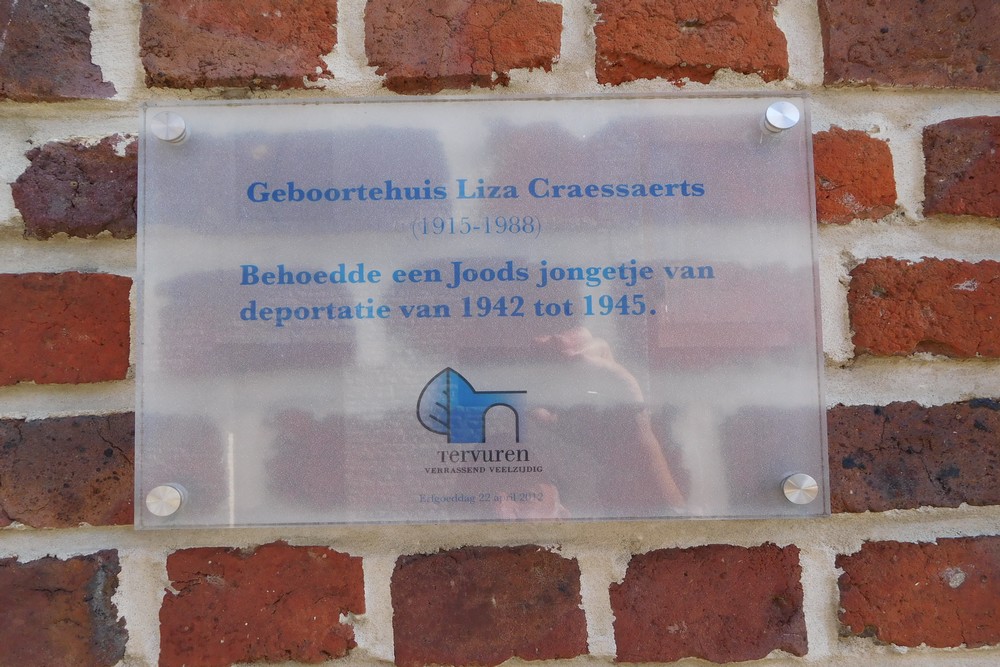 Geboortehuis Liza Craessaerts
(1915-1988)
Behoedde een Joods jongetje van
deportatie van 1942 tot 1945.
Tervuren
VERRASSEND VEELZIJDIG
Erfgoeddag 22 april 2012